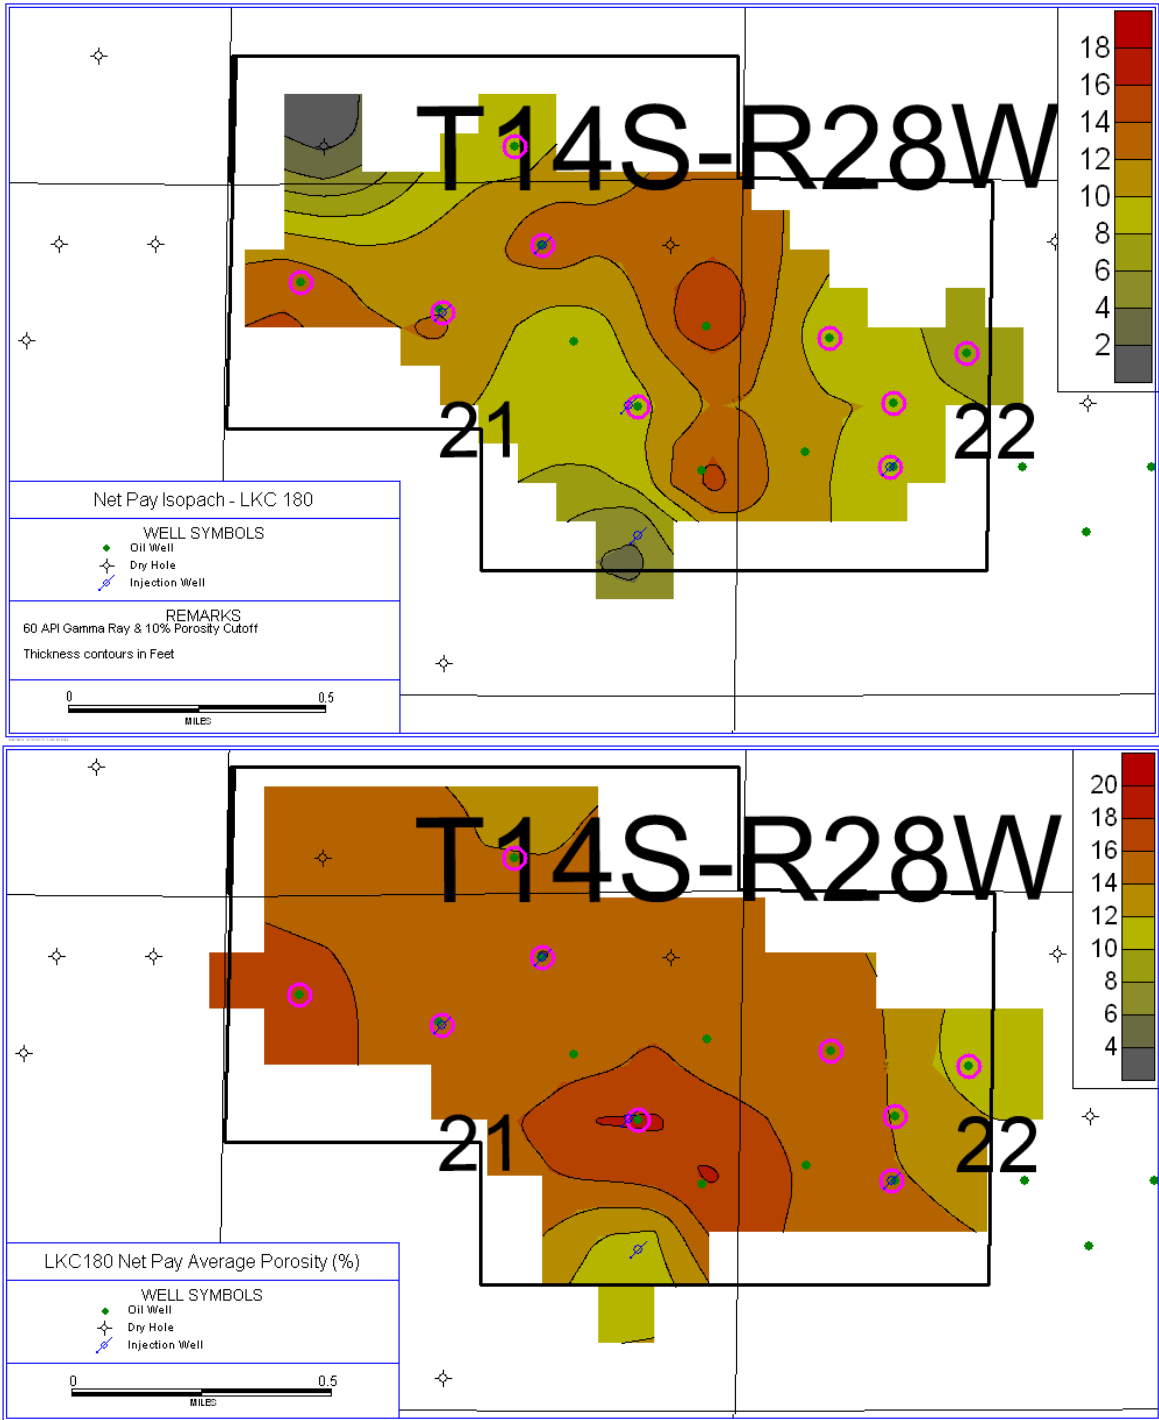 T14S-R28W
18
16
14
12
10
8
6
4
2
21
22
Net Pay Isopach - LKC 180
WELL SYMBOLS
Oil Well
Dry Hole
Injection Well
REMARKS
60 API Gamma Ray & 10% Porosity Cutoff
Thickness contours in Feet
0 0.5
MILES
T14S-R28W
20
18
16
14
12
10
8
6
4
21
22
LKC180 Net Pay Average Porosity (%)
WELL SYMBOLS
Oil Well
Dry Hole
Injection Well
0 0.5
MILES